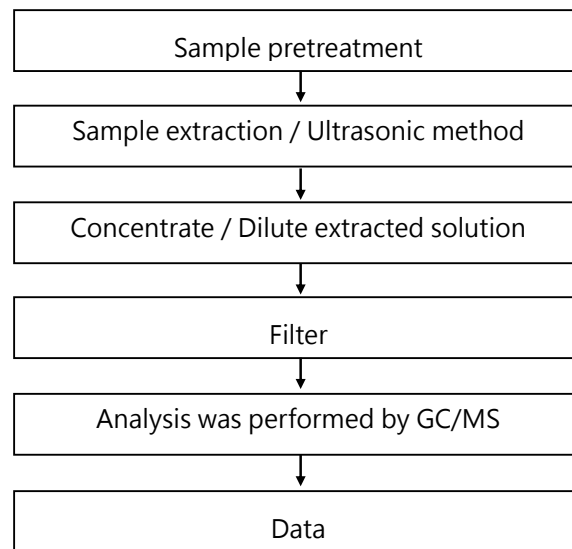 Sample pretreatment
Sample extraction / Ultrasonic method
Concentrate / Dilute extracted solution
Filter
Analysis was performed by GC/MS
Data